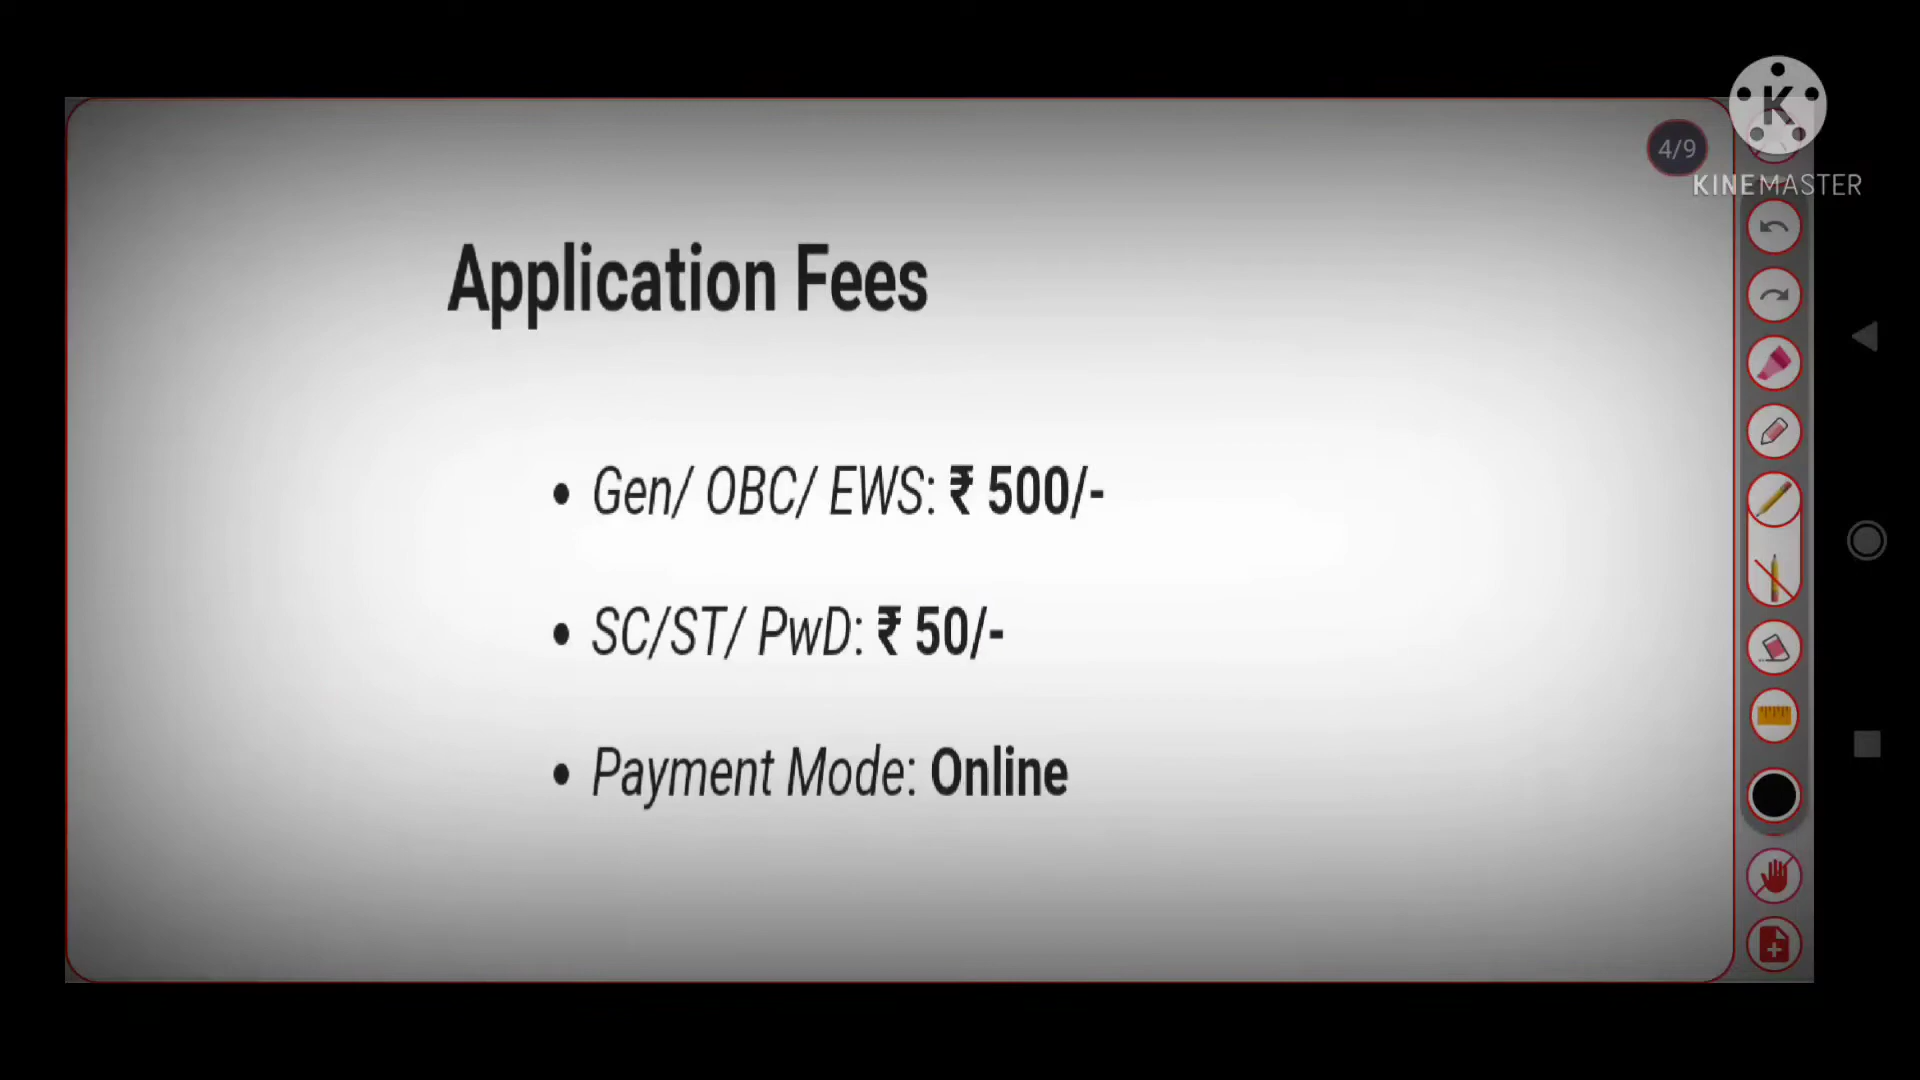 K
4/9
KINEMASTER
Application Fees
• Gen/ OBC/ EWS: ₹ 500/-
• SC/ST/ PwD: ₹ 50/-
• Payment Mode: Online